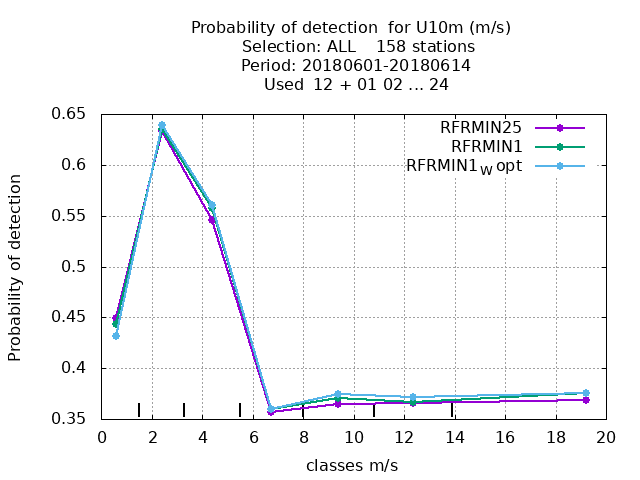 Probability of detection  for U10m (m/s)
Selection: ALL    158 stations
Period: 20180601-20180614
Used  12 + 01 02 ... 24
RFRMIN25
RFRMIN1
RFRMIN1w opt
Probability of detection
0.65
0.6
0.55
0.5
0.45
0.4
0.35
0 2 4 6 8 10 12 14 16 18 20
classes m/s